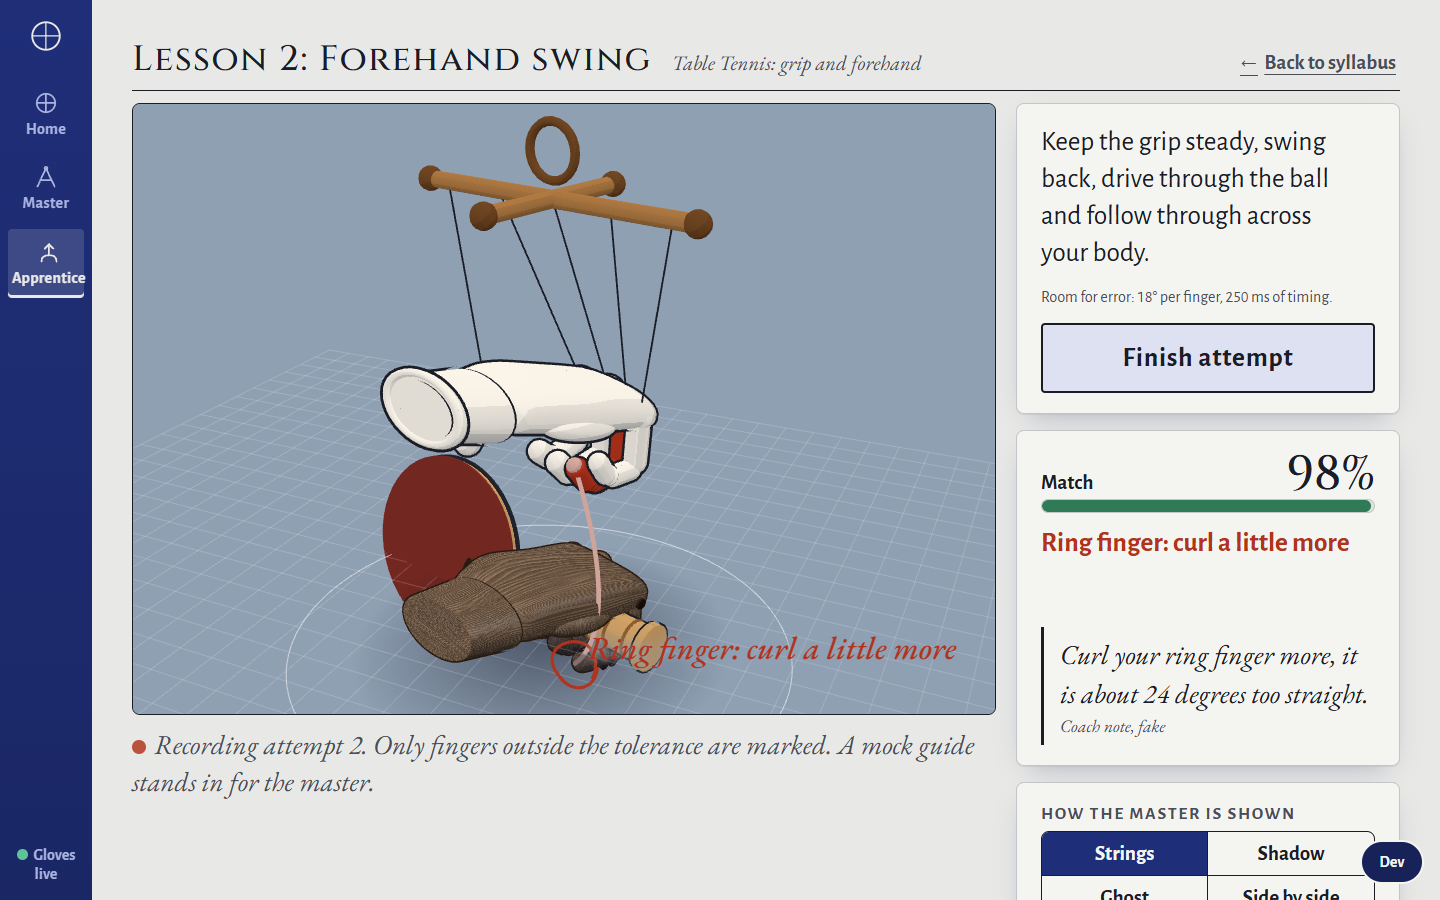 Home
Master
Apprentice
Gloves
live
Lesson 2: Forehand swing
Table Tennis: grip and forehand
← Back to syllabus
Ring finger: curl a little more
Recording attempt 2. Only fingers outside the tolerance are marked. A mock guide
stands in for the master.
Keep the grip steady, swing
back, drive through the ball
and follow through across
your body.
Room for error: 18° per finger, 250 ms of timing.
Finish attempt
Match
98%
Ring finger: curl a little more
Curl your ring finger more, it
is about 24 degrees too straight.
Coach note, fake
HOW THE MASTER IS SHOWN
Strings
Shadow
Ghost
Side by side
Dev